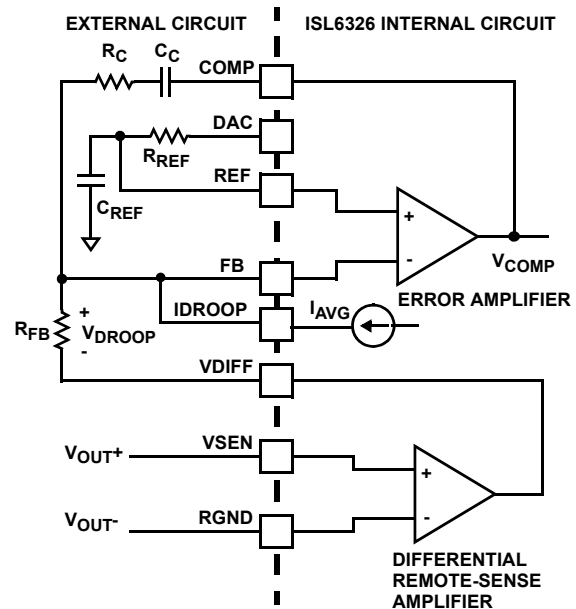 EXTERNAL CIRCUIT
ISL6326 INTERNAL CIRCUIT
RC
CC
COMP
DAC
RREF
REF
CREF
+
-
VCOMP
FB
ERROR AMPLIFIER
IDROOP
IAVG
RFB
+
VDROOP
-
VDIFF
VOUT+
VSEN
+
-
VOUT-
RGND
DIFFERENTIAL
REMOTE-SENSE
AMPLIFIER